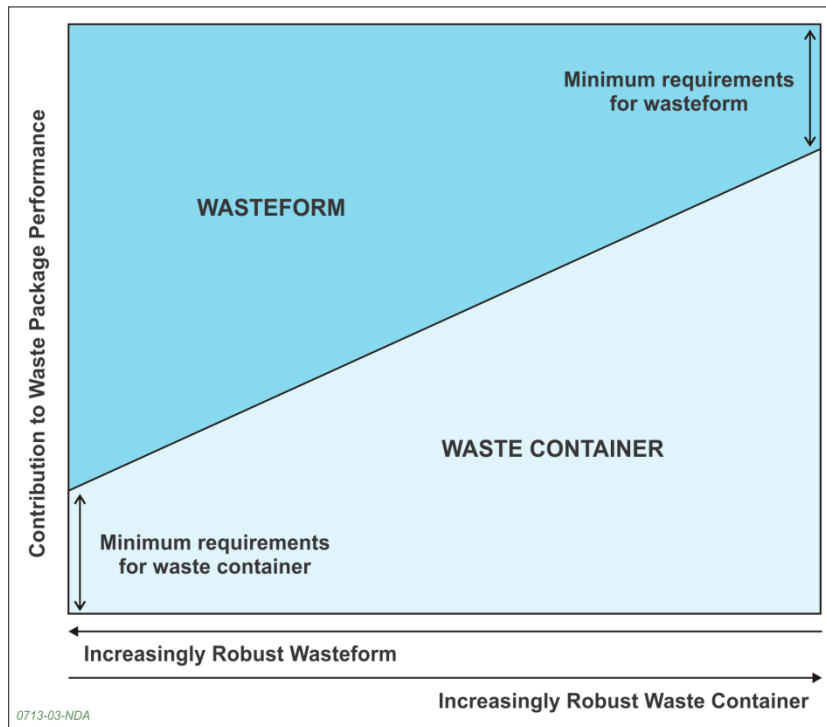 Minimum requirements
for wasteform
WASTEFORM
Contribution to Waste Package Performance
WASTE CONTAINER
Minimum requirements
for waste container
Increasingly Robust Wasteform
Increasingly Robust Waste Container
0713-03-NDA